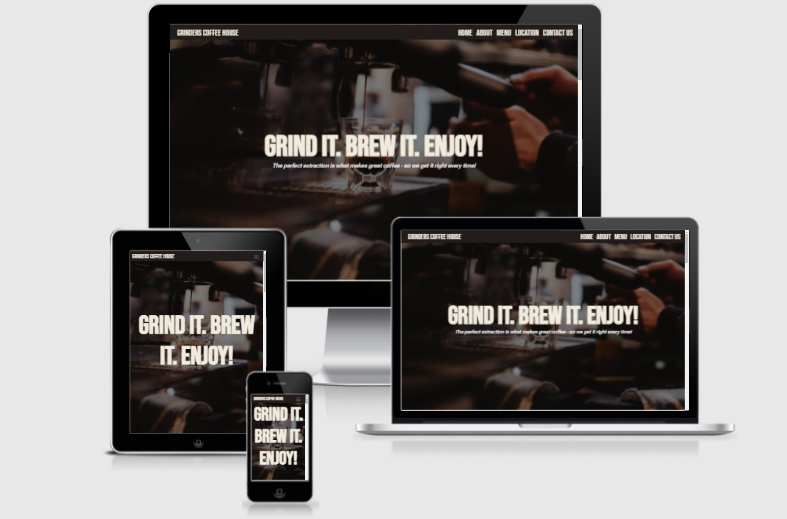 GRINDERS COFFEE HOUSE
HOME ABOUT MENU LOCATION CONTACT US
GRIND IT. BREW IT. ENJOY!
The perfect extraction is what makes great coffee - so we get it right every time!
GRINDERS COFFEE HOUSE
GRIND IT. BREW
IT. ENJOY!
GRINDERS COFFEE HOUSE
GRIND IT.
BREW IT.
ENJOY!
GRINDERS COFFEE HOUSE
HOME ABOUT MENU LOCATION CONTACT US
GRIND IT. BREW IT. ENJOY!
The perfect extraction is what makes great coffee - so we get it right every time!